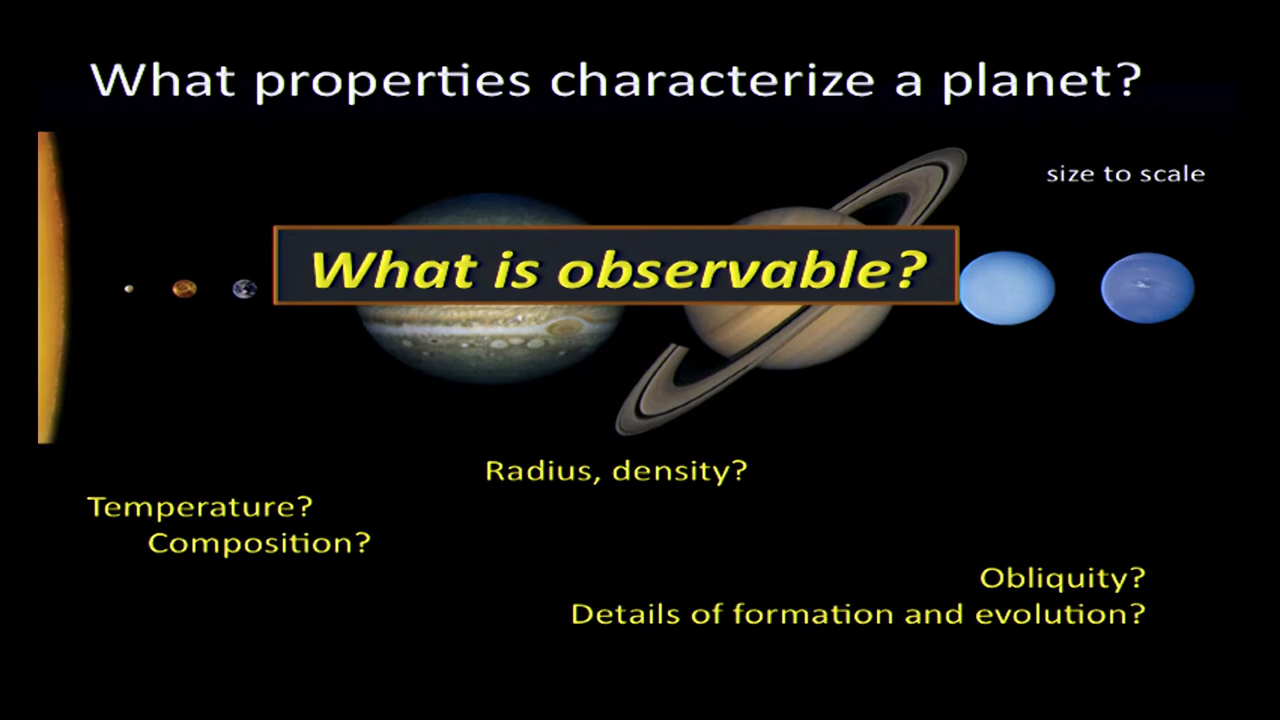 What properties characterize a planet?
size to scale
What is observable?
Radius, density?
Temperature?
Composition?
Obliquity?
Details of formation and evolution?